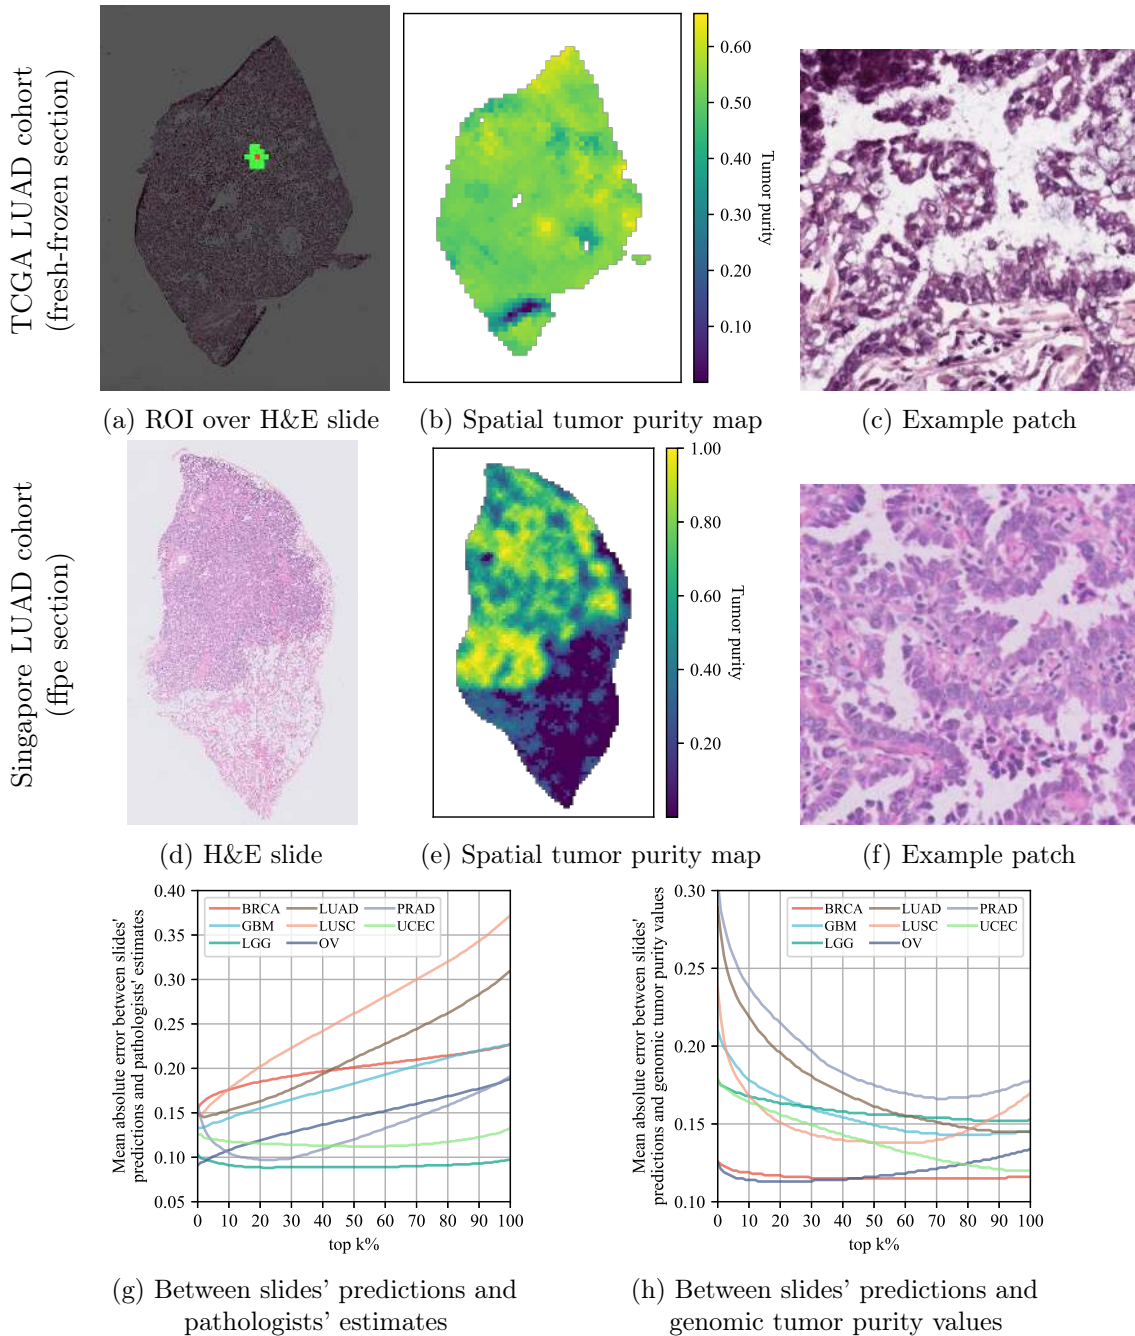 TCGA LUAD cohort
(fresh-frozen section)
0.60
0.50
0.40
0.30
0.20
0.10
Tumor purity
(a) ROI over H&E slide
(b) Spatial tumor purity map
(c) Example patch
Singapore LUAD cohort
(ffpe section)
1.00
0.80
0.60
0.40
0.20
Tumor purity
(d) H&E slide
(e) Spatial tumor purity map
(f) Example patch
Mean absolute error between slides'
predictions and pathologists' estimates
0.40
0.35
0.30
0.25
0.20
0.15
0.10
0.05
BRCA LUAD PRAD
GBM LUSC UCEC
LGG OV
0 10 20 30 40 50 60 70 80 90 100
top k%
(g) Between slides' predictions and
pathologists' estimates
Mean absolute error between slides'
predictions and genomic tumor purity values
0.30
0.25
0.20
0.15
0.10
BRCA LUAD PRAD
GBM LUSC UCEC
LGG OV
0 10 20 30 40 50 60 70 80 90 100
top k%
(h) Between slides' predictions and
genomic tumor purity values